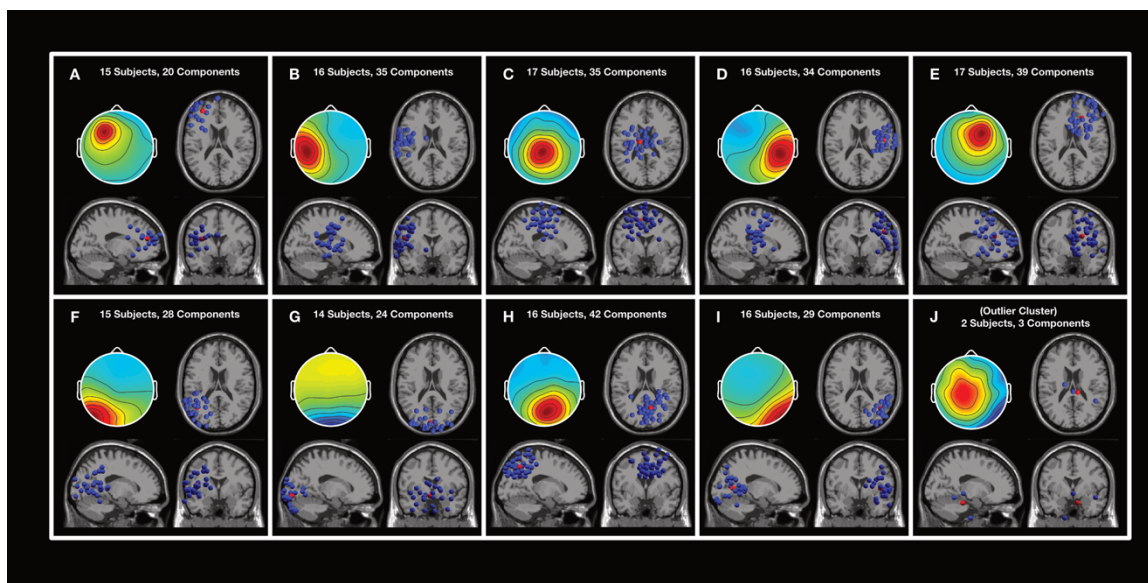 A 15 Subjects, 20 Components
B 16 Subjects, 35 Components
C 17 Subjects, 35 Components
D 16 Subjects, 34 Components
E 17 Subjects, 39 Components
F 15 Subjects, 28 Components
G 14 Subjects, 24 Components
H 16 Subjects, 42 Components
I 16 Subjects, 29 Components
J (Outlier Cluster)
2 Subjects, 3 Components